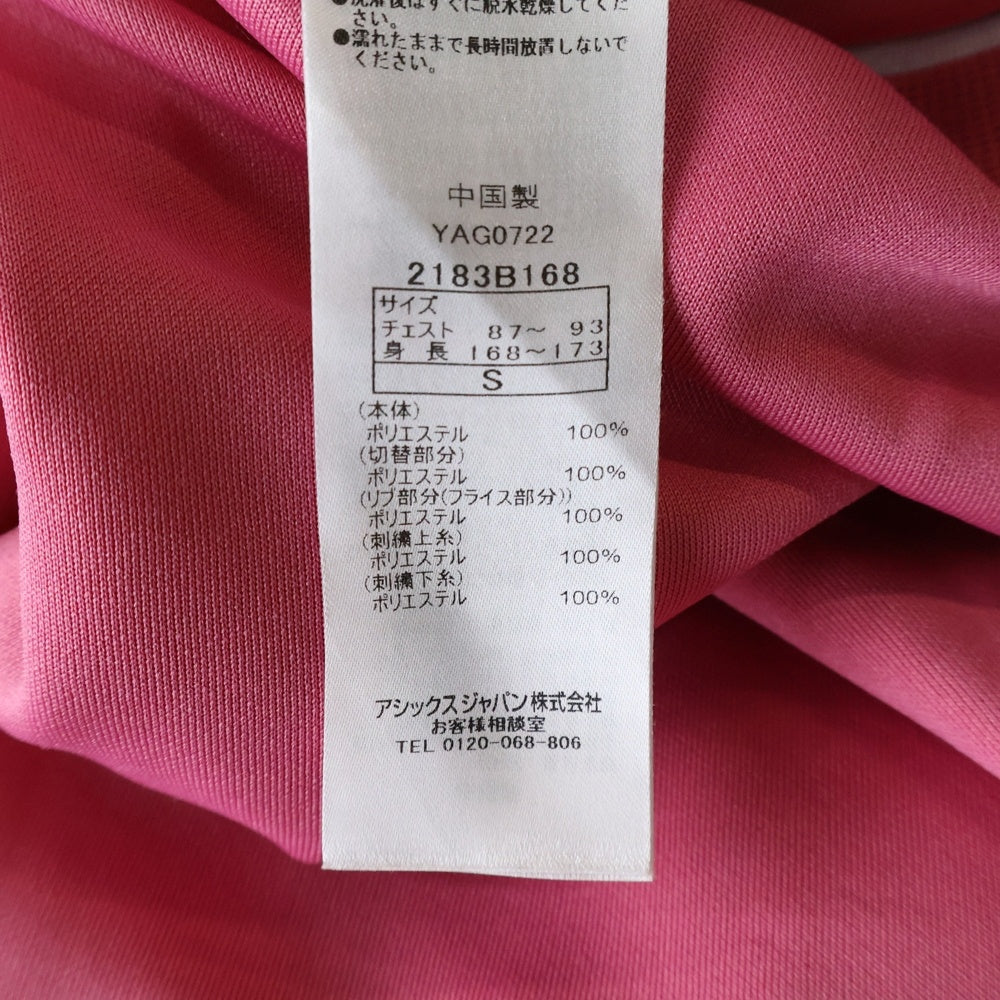 ●洗濯後はすぐに脱水乾燥してくだ
さい。
●濡れたままで長時間放置しないで
ください。
中国製
YAG0722
2183B168
サイズ
チェスト 87～ 93
身 長 168～173
S
(本体)
ポリエステル 100%
(切替部分)
ポリエステル 100%
(リブ部分(フライス部分))
ポリエステル 100%
(刺繍上糸)
ポリエステル 100%
(刺繍下糸)
ポリエステル 100%
アシックスジャパン株式会社
お客様相談室
TEL 0120-068-806